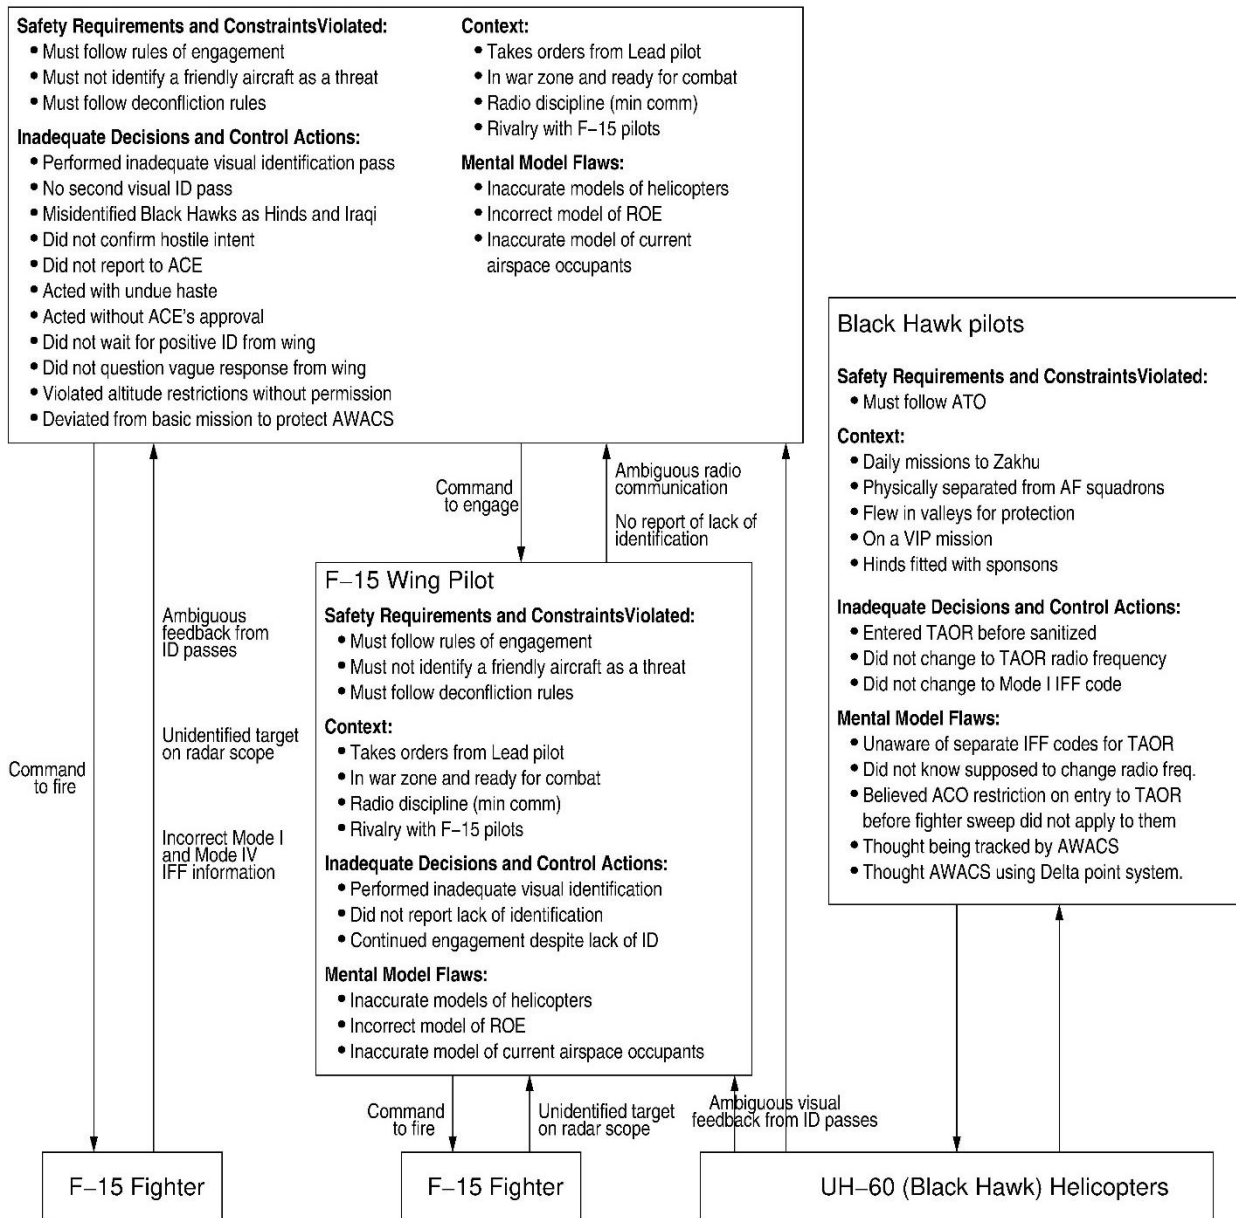 Safety Requirements and ConstraintsViolated:
• Must follow rules of engagement
• Must not identify a friendly aircraft as a threat
• Must follow deconfliction rules
Inadequate Decisions and Control Actions:
• Performed inadequate visual identification pass
• No second visual ID pass
• Misidentified Black Hawks as Hinds and Iraqi
• Did not confirm hostile intent
• Did not report to ACE
• Acted with undue haste
• Acted without ACE's approval
• Did not wait for positive ID from wing
• Did not question vague response from wing
• Violated altitude restrictions without permission
• Deviated from basic mission to protect AWACS
Context:
• Takes orders from Lead pilot
• In war zone and ready for combat
• Radio discipline (min comm)
• Rivalry with F−15 pilots
Mental Model Flaws:
• Inaccurate models of helicopters
• Incorrect model of ROE
• Inaccurate model of current
airspace occupants
Command
to fire
Ambiguous
feedback from
ID passes
Unidentified target
on radar scope
Incorrect Mode I
and Mode IV
IFF information
Command
to engage
Ambiguous radio
communication
No report of lack of
identification
F−15 Wing Pilot
Safety Requirements and ConstraintsViolated:
• Must follow rules of engagement
• Must not identify a friendly aircraft as a threat
• Must follow deconfliction rules
Context:
• Takes orders from Lead pilot
• In war zone and ready for combat
• Radio discipline (min comm)
• Rivalry with F−15 pilots
Inadequate Decisions and Control Actions:
• Performed inadequate visual identification
• Did not report lack of identification
• Continued engagement despite lack of ID
Mental Model Flaws:
• Inaccurate models of helicopters
• Incorrect model of ROE
• Inaccurate model of current airspace occupants
Command
to fire
Unidentified target
on radar scope
Ambiguous visual
feedback from ID passes
Black Hawk pilots
Safety Requirements and ConstraintsViolated:
• Must follow ATO
Context:
• Daily missions to Zakhu
• Physically separated from AF squadrons
• Flew in valleys for protection
• On a VIP mission
• Hinds fitted with sponsons
Inadequate Decisions and Control Actions:
• Entered TAOR before sanitized
• Did not change to TAOR radio frequency
• Did not change to Mode I IFF code
Mental Model Flaws:
• Unaware of separate IFF codes for TAOR
• Did not know supposed to change radio freq.
• Believed ACO restriction on entry to TAOR
before fighter sweep did not apply to them
• Thought being tracked by AWACS
• Thought AWACS using Delta point system.
F−15 Fighter
F−15 Fighter
UH−60 (Black Hawk) Helicopters